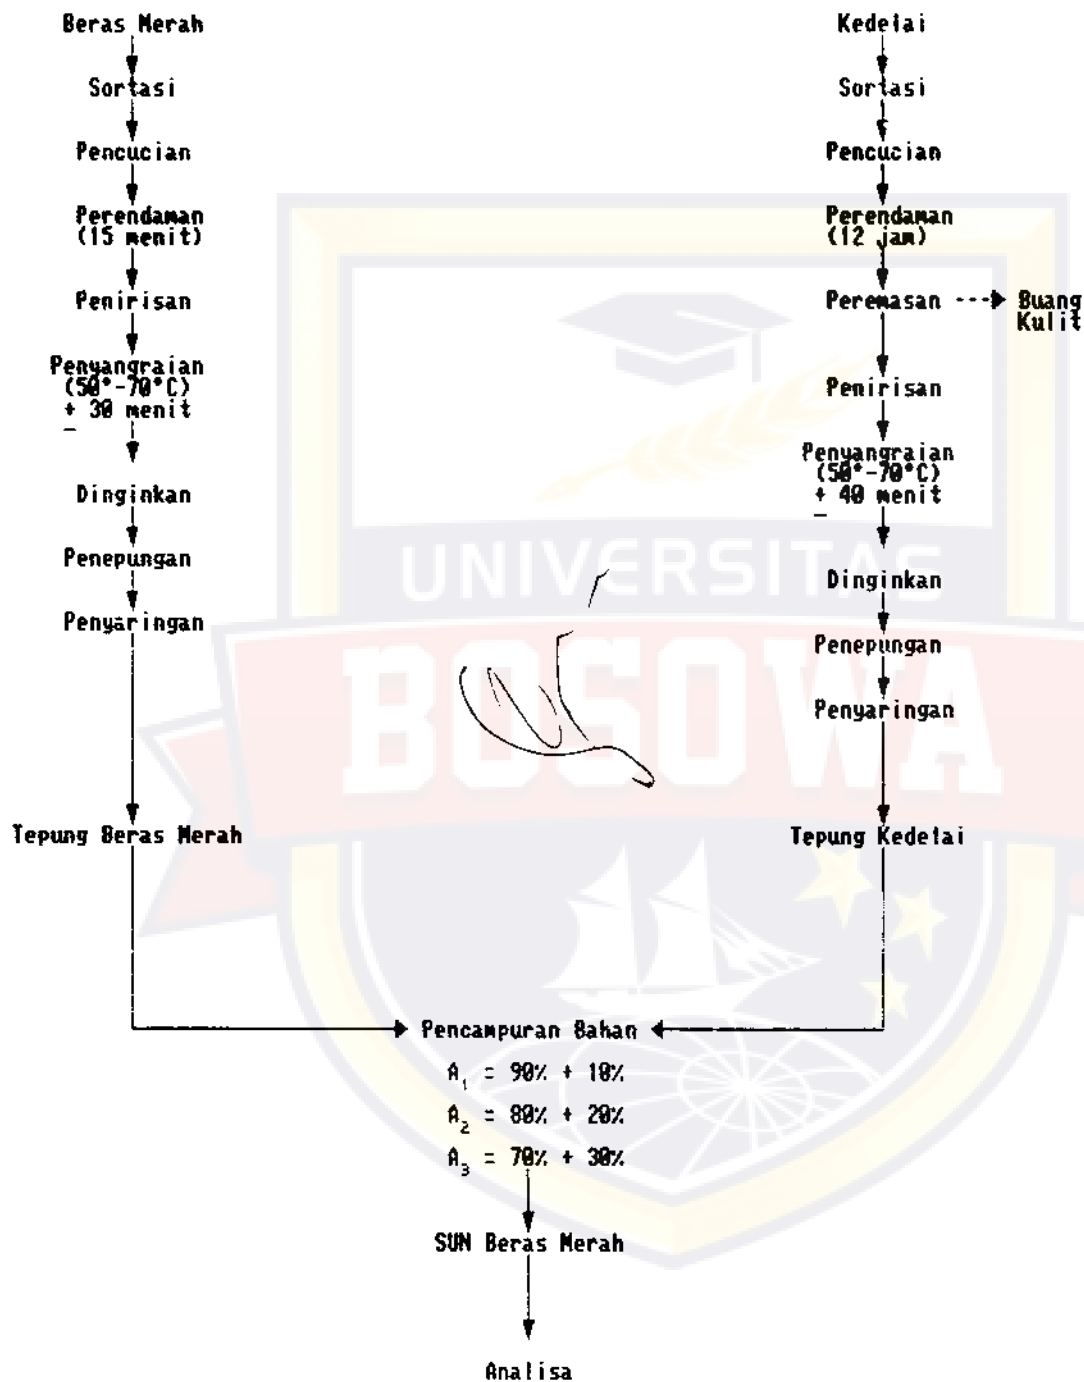 Beras Merah
Sortasi
Pencucian
Perendaman
(15 menit)
Penirisan
Penyangraian
(50°-70°C)
± 30 menit
Dinginkan
Penepungan
Penyaringan
Tepung Beras Merah
Kedelai
Sortasi
Pencucian
Perendaman
(12 jam)
Peremasan
Buang
Kulit
Penirisan
Penyangraian
(50°-70°C)
± 40 menit
Dinginkan
Penepungan
Penyaringan
Tepung Kedelai
Pencampuran Bahan
A₁ = 90% + 10%
A₂ = 80% + 20%
A₃ = 70% + 30%
SUN Beras Merah
Analisa
UNIVERSITAS
BOSOWA